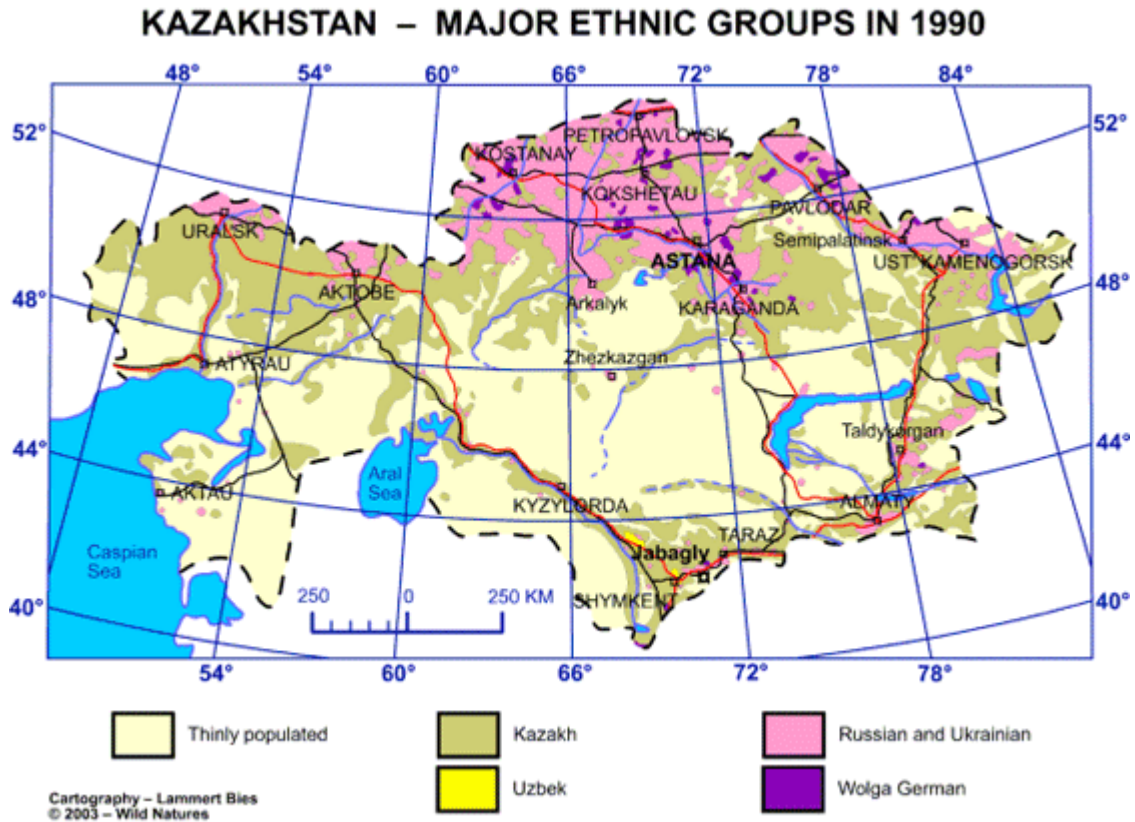 KAZAKHSTAN – MAJOR ETHNIC GROUPS IN 1990
48° 54° 60° 66° 72° 78° 84°
52° 52°
PETROPAVLOVSK
KOSTANAY
KOKSHETAU
PAVLODAR
URALSK
Semipalatinsk
ASTANA
UST' KAMENOGORSK
48° 48°
AKTOBE
Arkalyk
KARAGANDA
ATYRAU
Zhezkazgan
Taldykorgan
44° 44°
Aral
Sea
AKTAU
KYZYLORDA
ALMATY
TARAZ
Caspian
Sea
Jabagly
SHYMKENT
250 0 250 KM
40° 40°
54° 60° 66° 72° 78°
Thinly populated
Kazakh
Russian and Ukrainian
Uzbek
Wolga German
Cartography – Lammert Bies
© 2003 – Wild Natures